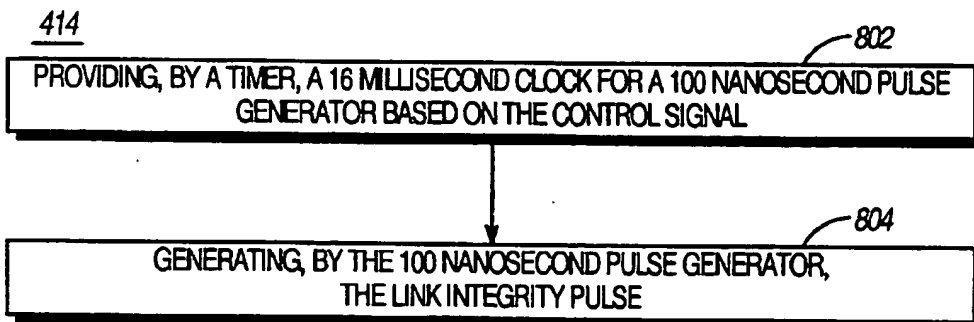 414
802
PROVIDING, BY A TIMER, A 16 MILLISECOND CLOCK FOR A 100 NANOSECOND PULSE
GENERATOR BASED ON THE CONTROL SIGNAL
804
GENERATING, BY THE 100 NANOSECOND PULSE GENERATOR,
THE LINK INTEGRITY PULSE